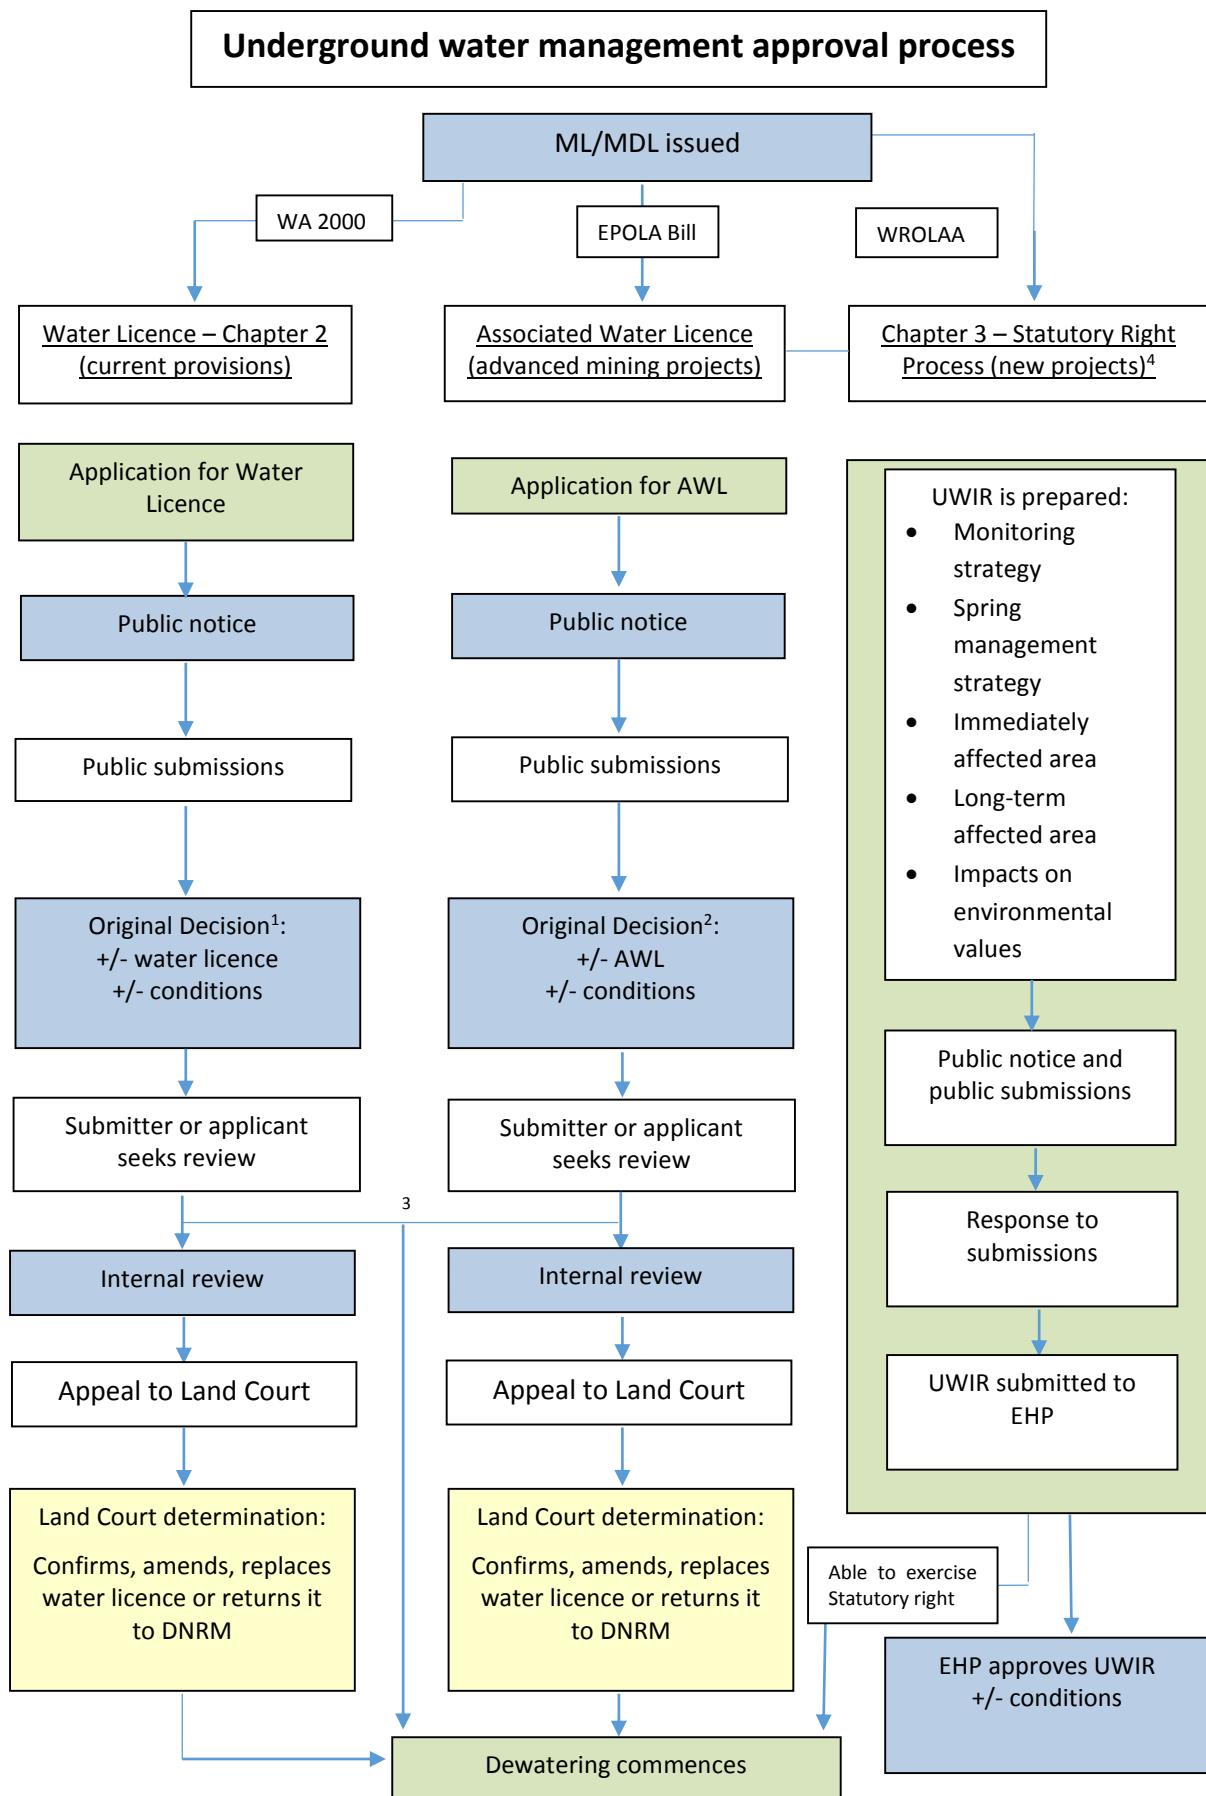 Underground water management approval process
ML/MDL issued
WA 2000
EPOLA Bill
WROLAA
Water Licence – Chapter 2
(current provisions)
Associated Water Licence
(advanced mining projects)
Chapter 3 – Statutory Right
Process (new projects)⁴
Application for Water
Licence
Public notice
Public submissions
Original Decision¹:
+/- water licence
+/- conditions
Submitter or applicant
seeks review
3
Internal review
Appeal to Land Court
Land Court determination:
Confirms, amends, replaces
water licence or returns it
to DNRM
Application for AWL
Public notice
Public submissions
Original Decision²:
+/- AWL
+/- conditions
Submitter or applicant
seeks review
Internal review
Appeal to Land Court
Land Court determination:
Confirms, amends, replaces
water licence or returns it
to DNRM
UWIR is prepared:
• Monitoring
strategy
• Spring
management
strategy
• Immediately
affected area
• Long-term
affected area
• Impacts on
environmental
values
Public notice and
public submissions
Response to
submissions
UWIR submitted to
EHP
Able to exercise
Statutory right
EHP approves UWIR
+/- conditions
Dewatering commences